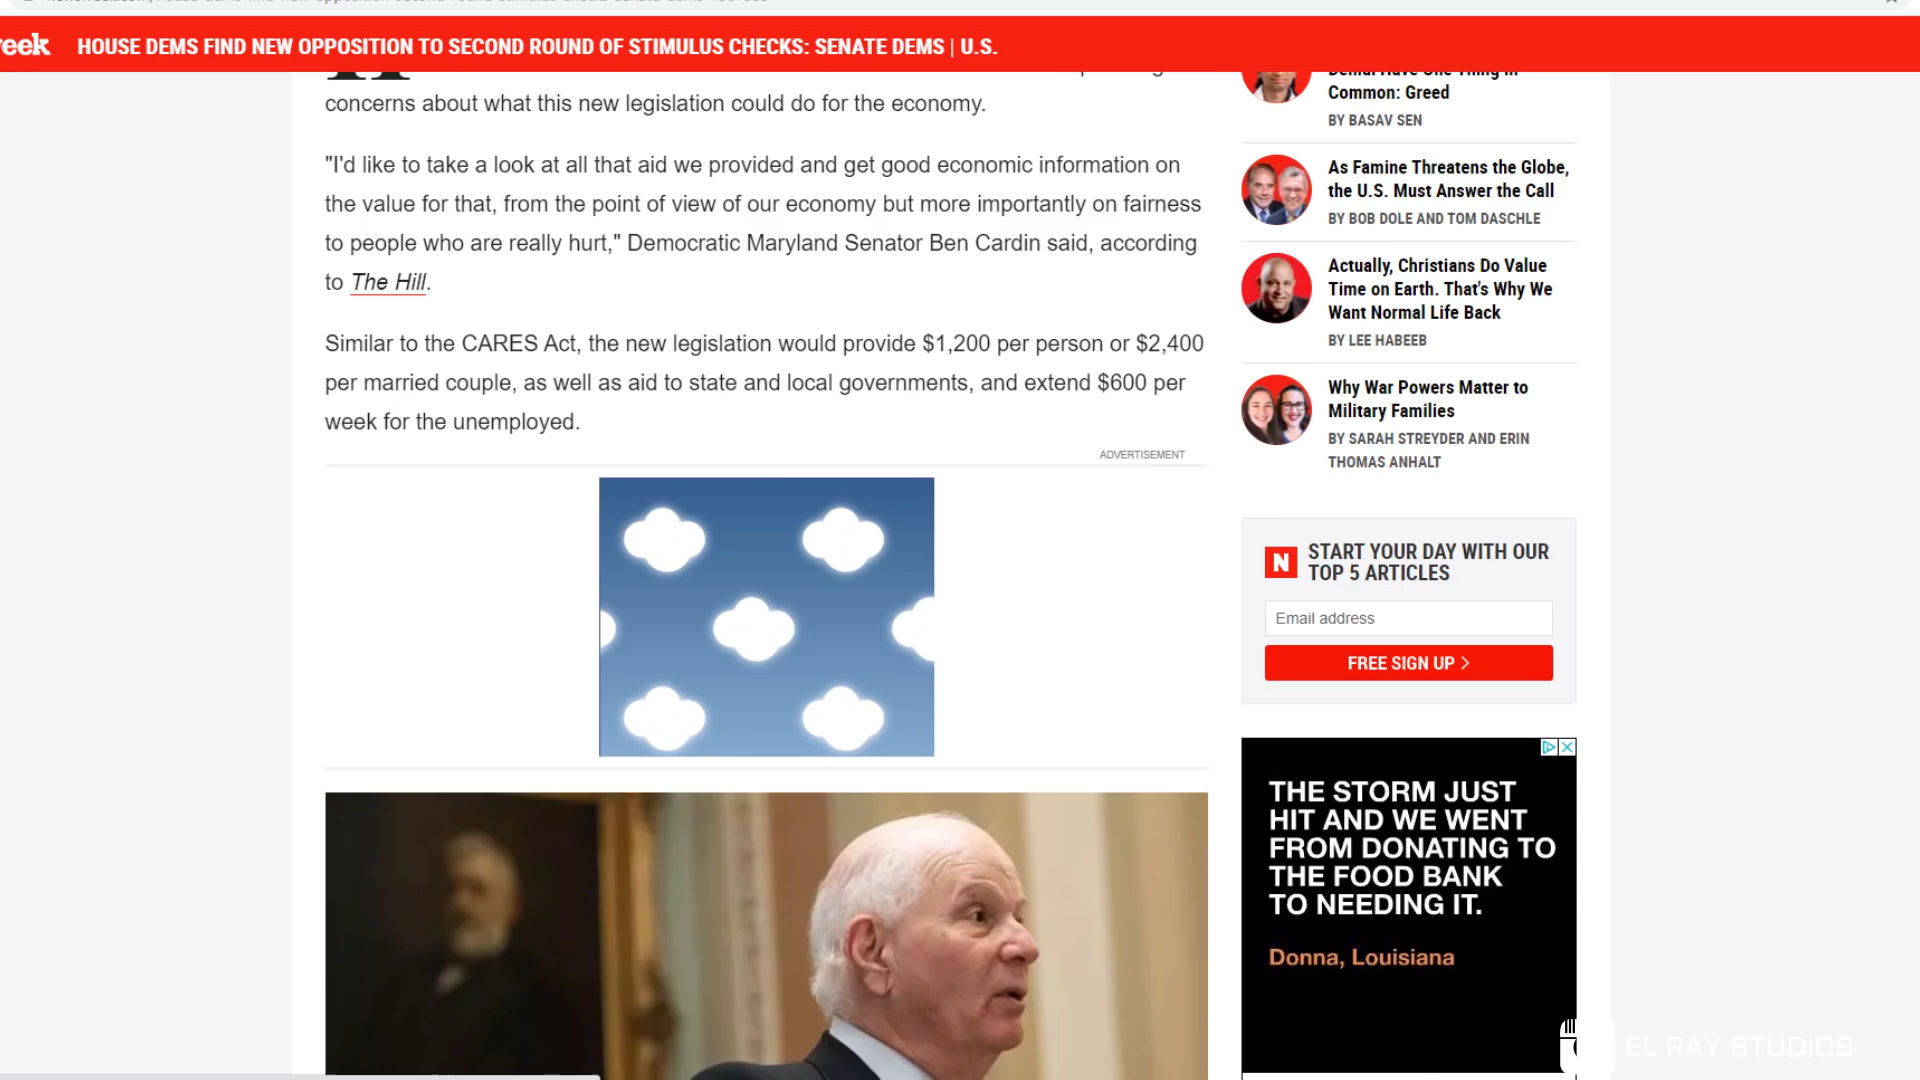 eek HOUSE DEMS FIND NEW OPPOSITION TO SECOND ROUND OF STIMULUS CHECKS: SENATE DEMS | U.S.
concerns about what this new legislation could do for the economy.
"I'd like to take a look at all that aid we provided and get good economic information on
the value for that, from the point of view of our economy but more importantly on fairness
to people who are really hurt," Democratic Maryland Senator Ben Cardin said, according
to The Hill.
Similar to the CARES Act, the new legislation would provide $1,200 per person or $2,400
per married couple, as well as aid to state and local governments, and extend $600 per
week for the unemployed.
ADVERTISEMENT
Denial Have One Thing in
Common: Greed
BY BASAV SEN
As Famine Threatens the Globe,
the U.S. Must Answer the Call
BY BOB DOLE AND TOM DASCHLE
Actually, Christians Do Value
Time on Earth. That's Why We
Want Normal Life Back
BY LEE HABEEB
Why War Powers Matter to
Military Families
BY SARAH STREYDER AND ERIN
THOMAS ANHALT
N START YOUR DAY WITH OUR
TOP 5 ARTICLES
Email address
FREE SIGN UP >
THE STORM JUST
HIT AND WE WENT
FROM DONATING TO
THE FOOD BANK
TO NEEDING IT.
Donna, Louisiana
EL RAY STUDIOS